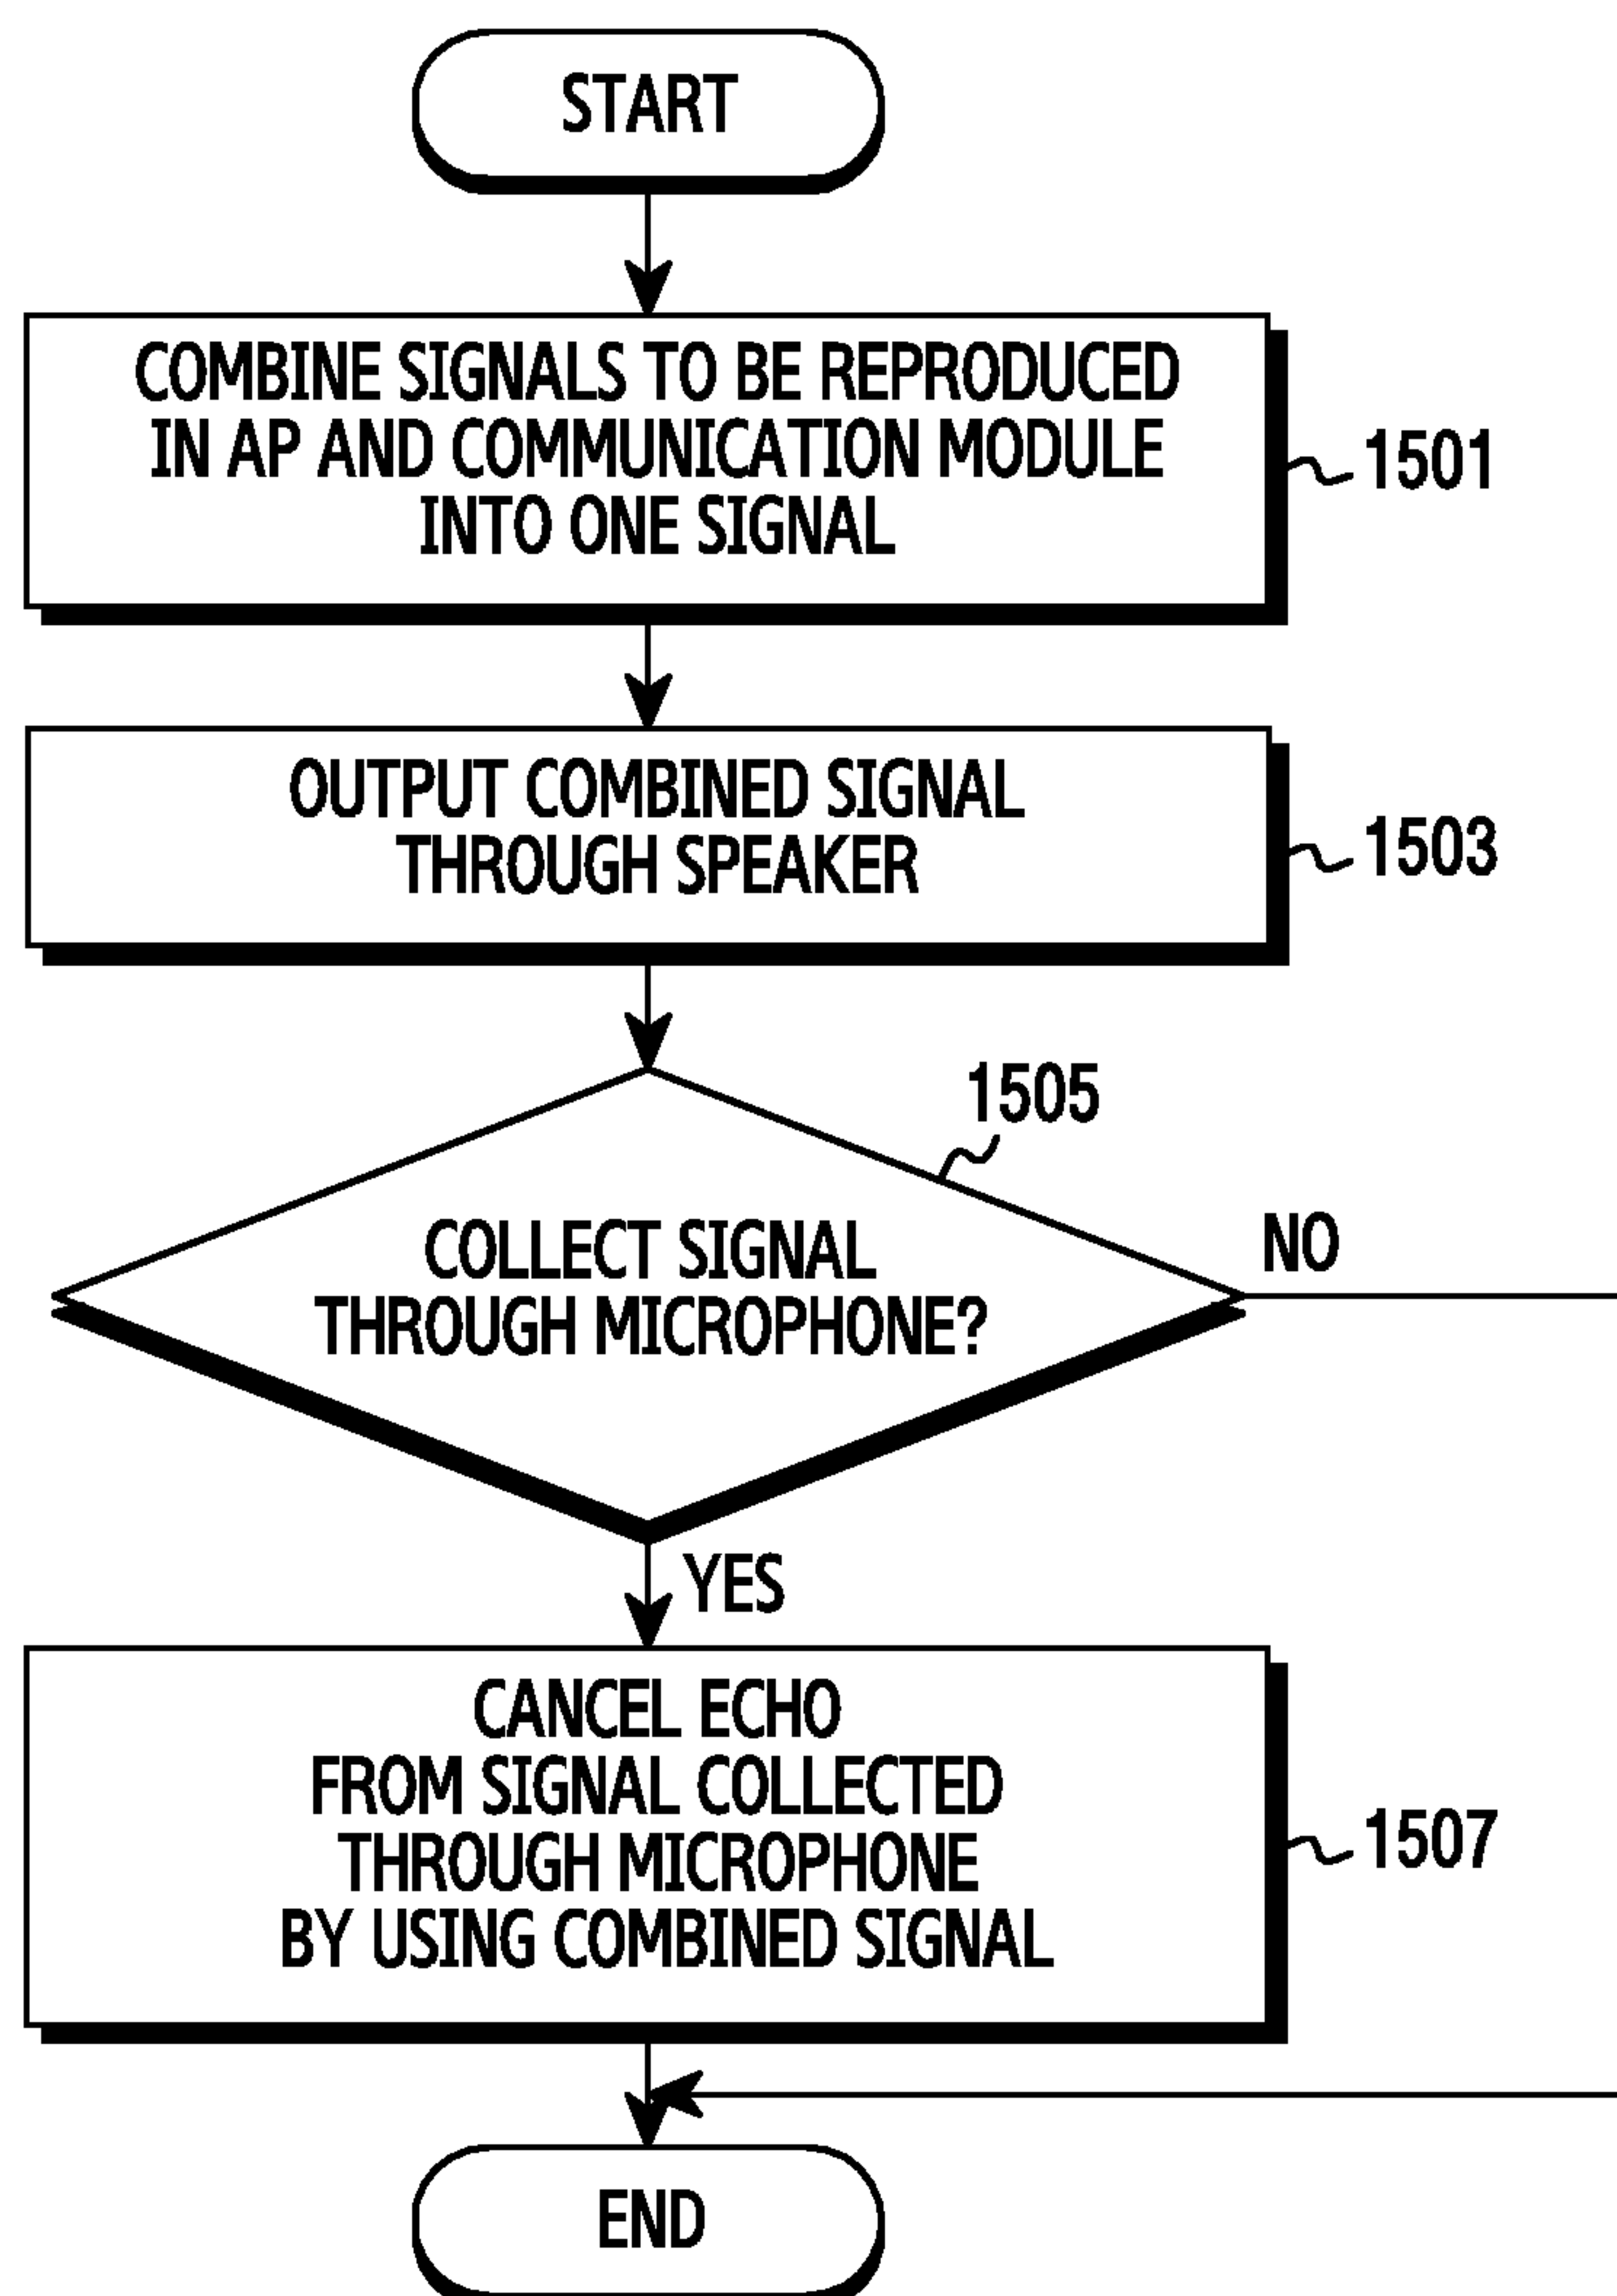 START
COMBINE SIGNALS TO BE REPRODUCED
IN AP AND COMMUNICATION MODULE
INTO ONE SIGNAL
1501
OUTPUT COMBINED SIGNAL
THROUGH SPEAKER
1503
1505
COLLECT SIGNAL
THROUGH MICROPHONE?
NO
YES
CANCEL ECHO
FROM SIGNAL COLLECTED
THROUGH MICROPHONE
BY USING COMBINED SIGNAL
1507
END